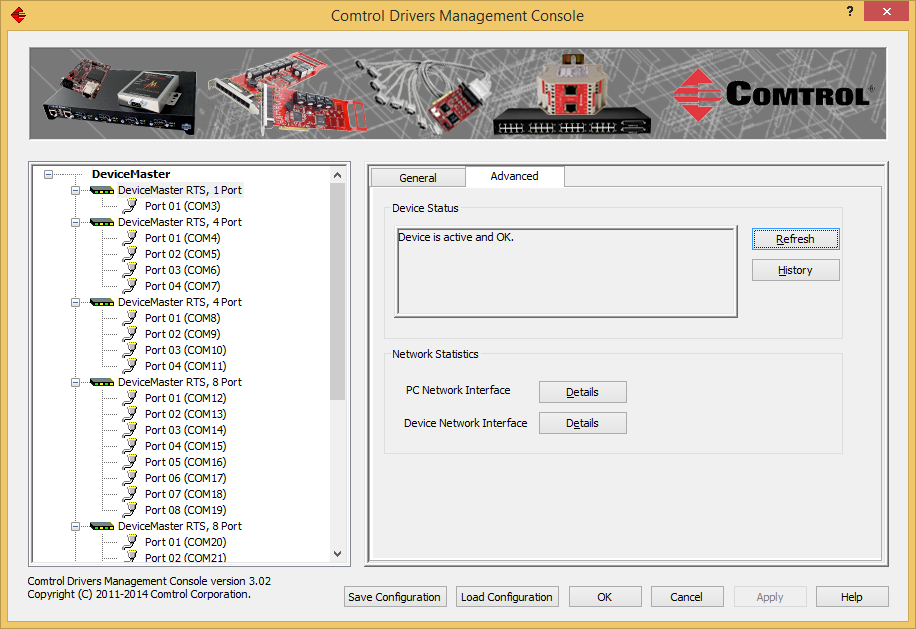 Comtrol Drivers Management Console
?
COMTROL®
DeviceMaster
DeviceMaster RTS, 1 Port
Port 01 (COM3)
DeviceMaster RTS, 4 Port
Port 01 (COM4)
Port 02 (COM5)
Port 03 (COM6)
Port 04 (COM7)
DeviceMaster RTS, 4 Port
Port 01 (COM8)
Port 02 (COM9)
Port 03 (COM10)
Port 04 (COM11)
DeviceMaster RTS, 8 Port
Port 01 (COM12)
Port 02 (COM13)
Port 03 (COM14)
Port 04 (COM15)
Port 05 (COM16)
Port 06 (COM17)
Port 07 (COM18)
Port 08 (COM19)
DeviceMaster RTS, 8 Port
Port 01 (COM20)
Port 02 (COM21)
General
Advanced
Device Status
Device is active and OK.
Refresh
History
Network Statistics
PC Network Interface
Details
Device Network Interface
Details
Comtrol Drivers Management Console version 3.02
Copyright (C) 2011-2014 Comtrol Corporation.
Save Configuration
Load Configuration
OK
Cancel
Apply
Help